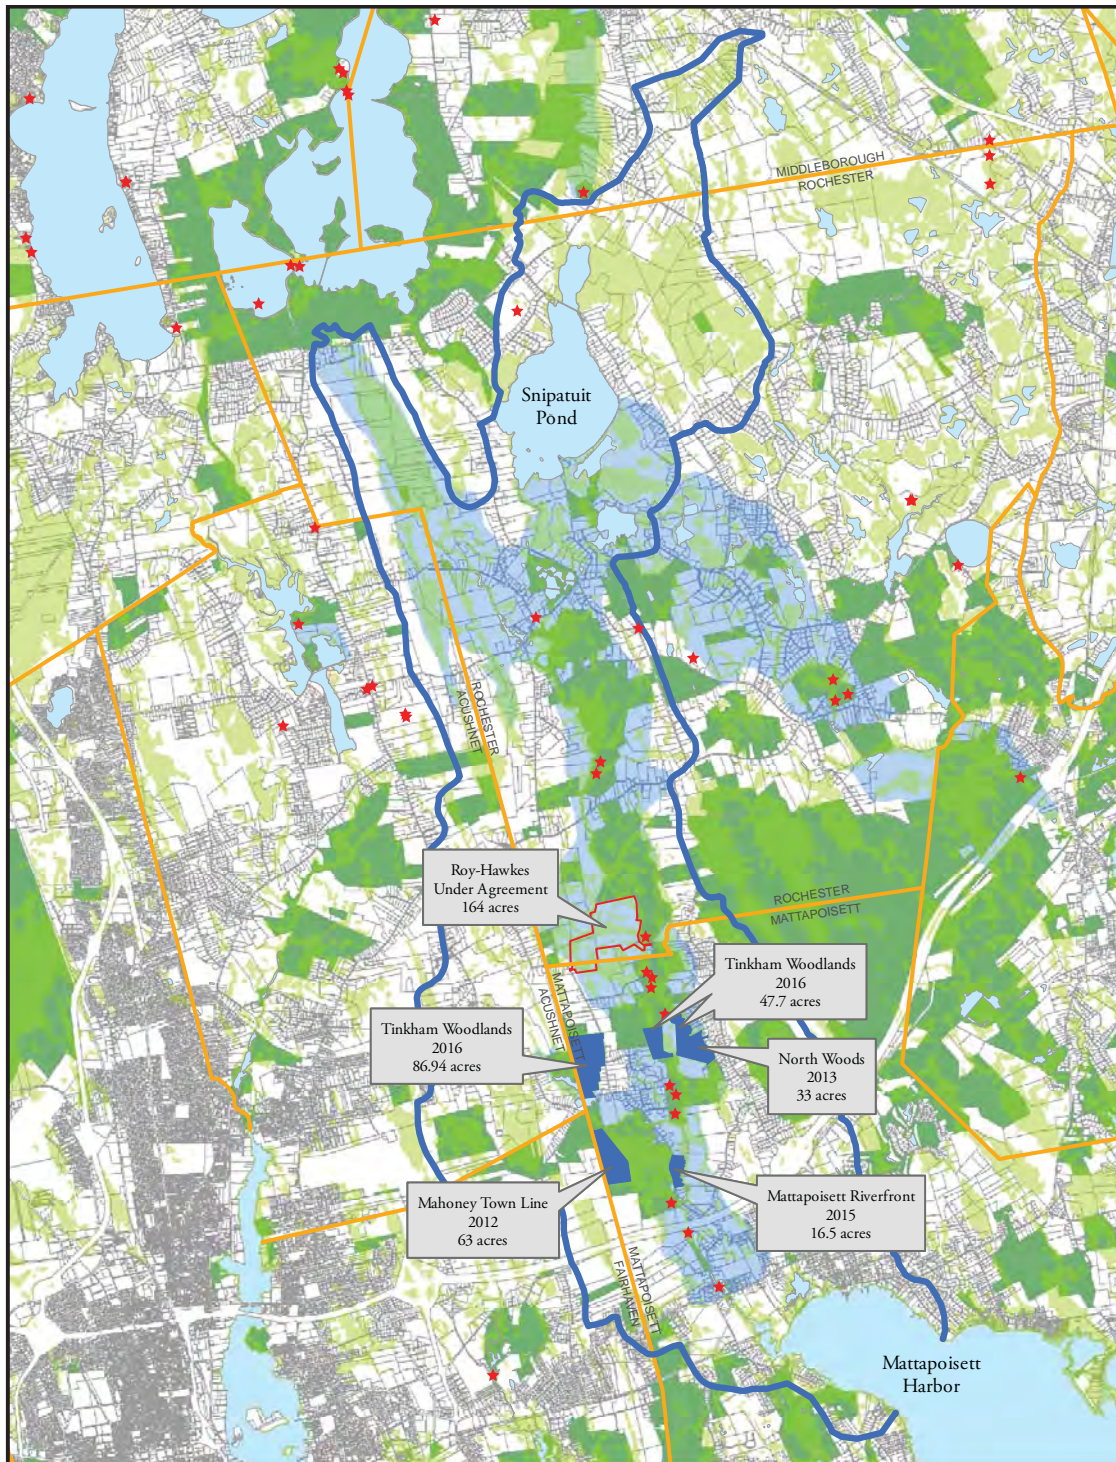 MIDDLEBOROUGH
ROCHESTER
Snipatuit
Pond
ROCHESTER
ACUSHNET
Roy-Hawkes
Under Agreement
164 acres
ROCHESTER
MATTAPOISETT
Tinkham Woodlands
2016
47.7 acres
MATTAPOISETT
ACUSHNET
Tinkham Woodlands
2016
86.94 acres
North Woods
2013
33 acres
Mahoney Town Line
2012
63 acres
Mattapoisett Riverfront
2015
16.5 acres
MATTAPOISETT
FAIRHAVEN
Mattapoisett
Harbor